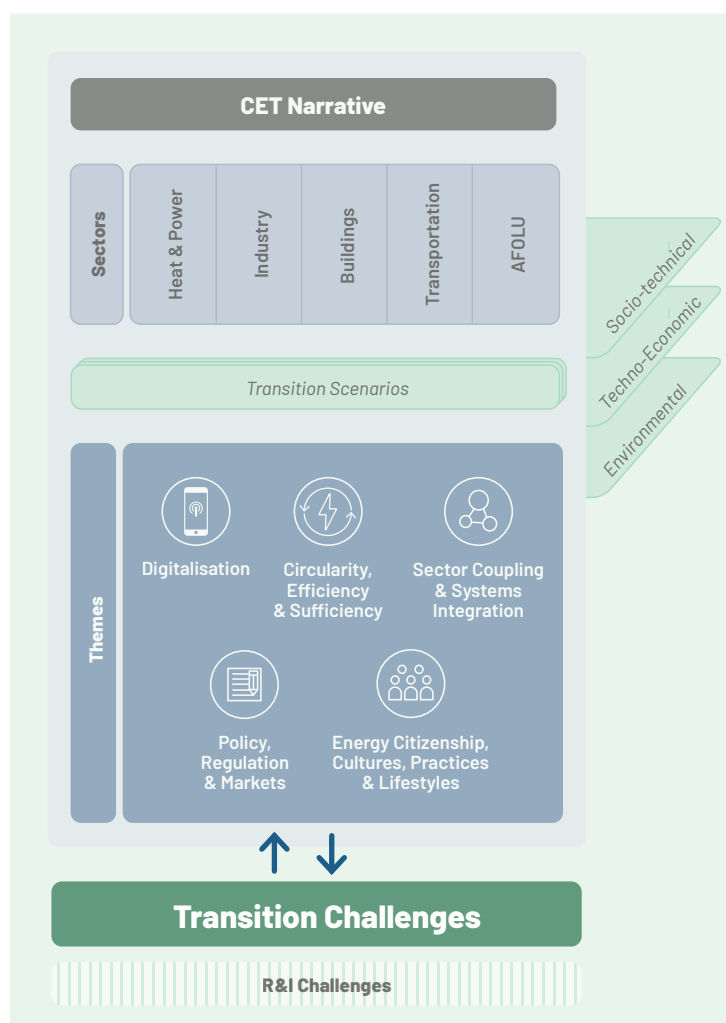 CET Narrative
Sectors
Heat & Power
Industry
Buildings
Transportation
AFOLU
Socio-technical
Techno-Economic
Environmental
Transition Scenarios
Themes
Digitalisation
Circularity,
Efficiency
& Sufficiency
Sector Coupling
& Systems
Integration
Policy,
Regulation
& Markets
Energy Citizenship,
Cultures, Practices
& Lifestyles
Transition Challenges
R&I Challenges